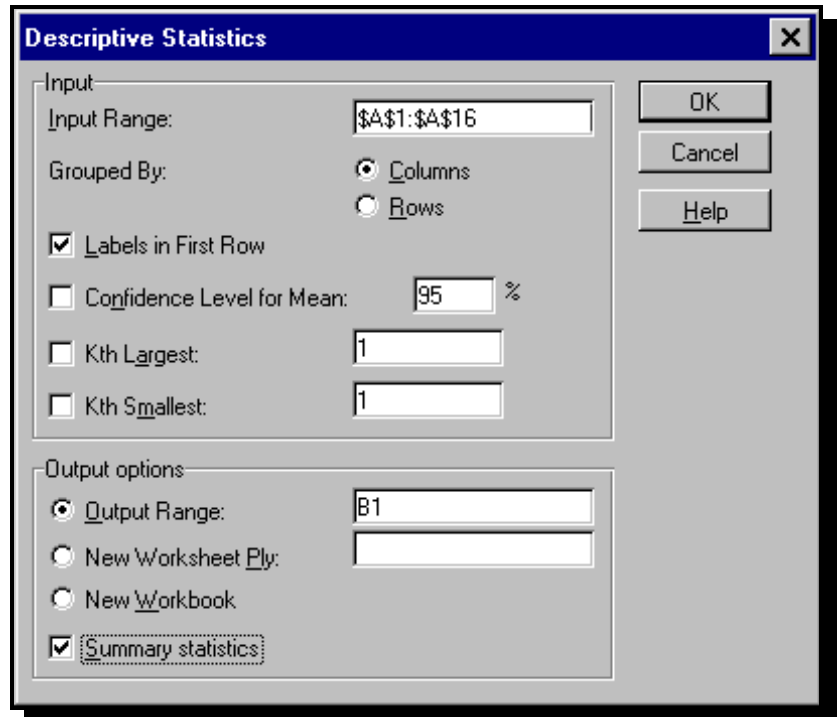 Descriptive Statistics
Input
Input Range: $A$1:$A$16
Grouped By: Columns
Rows
Labels in First Row
Confidence Level for Mean: 95 %
Kth Largest: 1
Kth Smallest: 1
OK
Cancel
Help
Output options
Output Range: B1
New Worksheet Ply:
New Workbook
Summary statistics